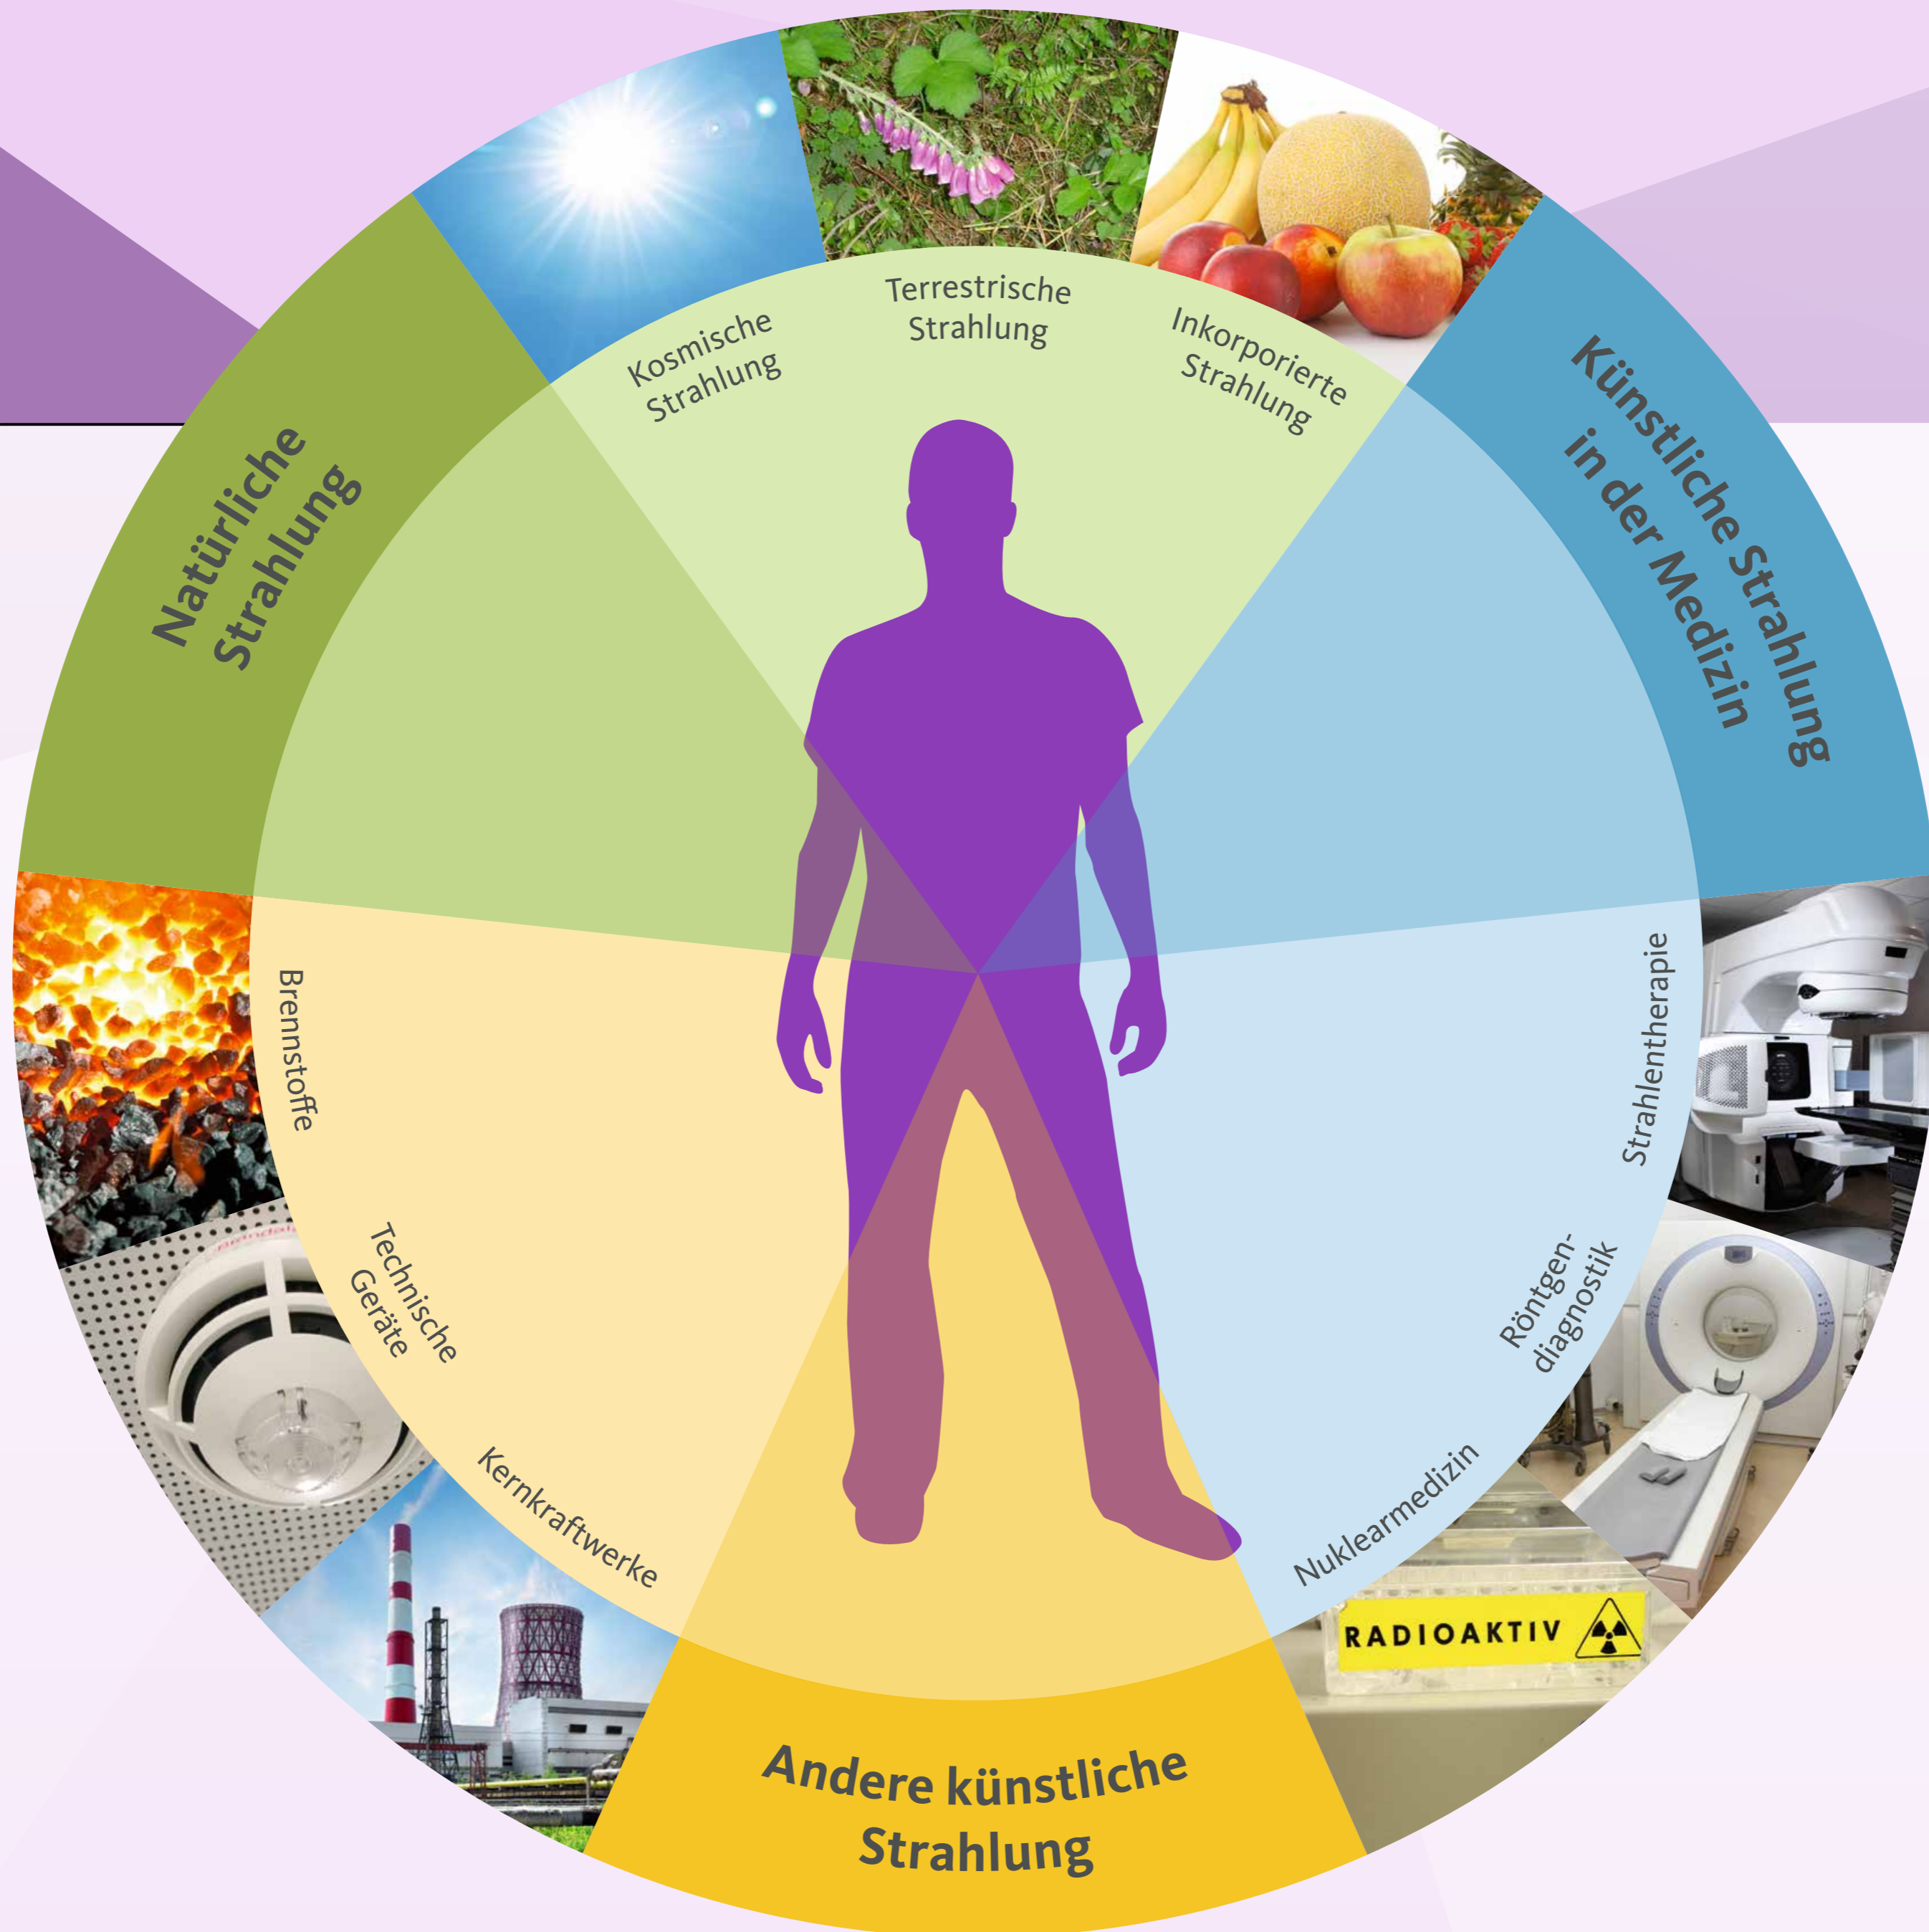 Natürliche
Strahlung
Kosmische
Strahlung
Terrestrische
Strahlung
Inkorporierte
Strahlung
Künstliche Strahlung
in der Medizin
Strahlentherapie
Röntgen-
diagnostik
Nuklearmedizin
RADIOAKTIV
Andere künstliche
Strahlung
Kernkraftwerke
Technische
Geräte
Brennstoffe